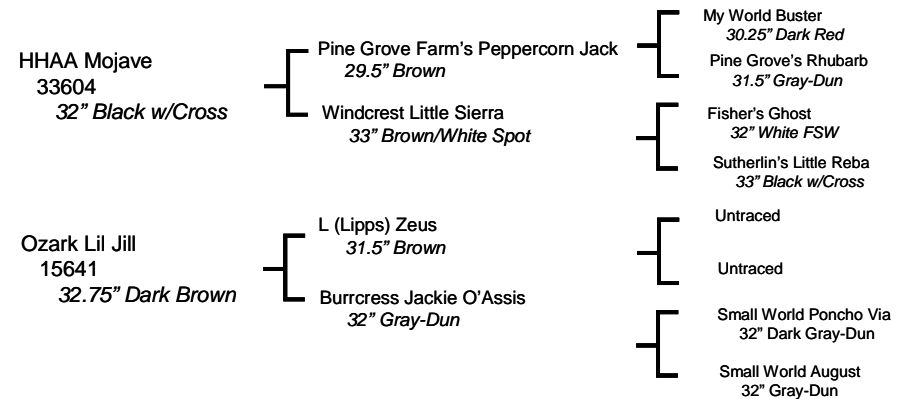 HHAA Mojave
33604
32” Black w/Cross
Pine Grove Farm’s Peppercorn Jack
29.5” Brown
Windcrest Little Sierra
33” Brown/White Spot
My World Buster
30.25” Dark Red
Pine Grove’s Rhubarb
31.5” Gray-Dun
Fisher’s Ghost
32” White FSW
Sutherlin’s Little Reba
33” Black w/Cross
Ozark Lil Jill
15641
32.75” Dark Brown
L (Lipps) Zeus
31.5” Brown
Burrcress Jackie O’Assis
32” Gray-Dun
Untraced
Untraced
Small World Poncho Via
32” Dark Gray-Dun
Small World August
32” Gray-Dun